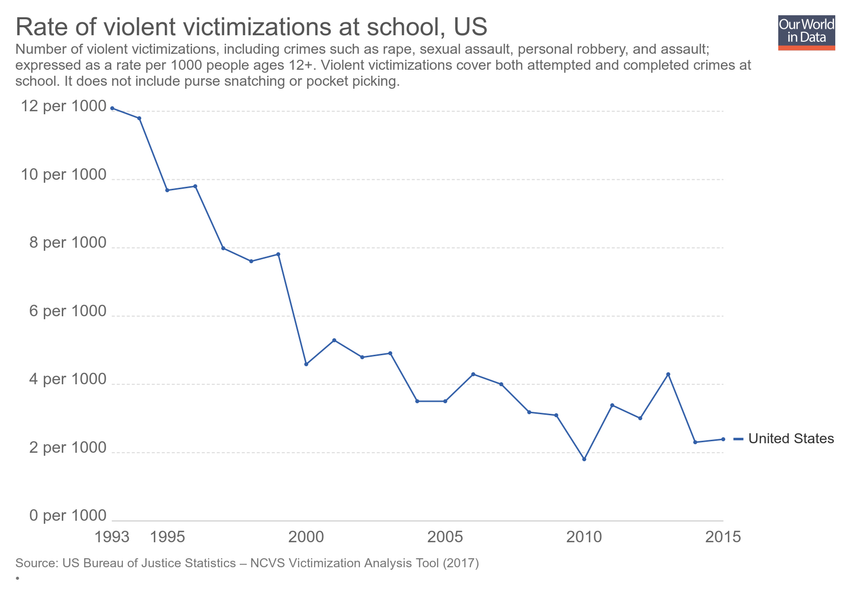 Rate of violent victimizations at school, US
Our World
in Data
Number of violent victimizations, including crimes such as rape, sexual assault, personal robbery, and assault;
expressed as a rate per 1000 people ages 12+. Violent victimizations cover both attempted and completed crimes at
school. It does not include purse snatching or pocket picking.
12 per 1000
10 per 1000
8 per 1000
6 per 1000
4 per 1000
2 per 1000
0 per 1000
United States
1993 1995 2000 2005 2010 2015
Source: US Bureau of Justice Statistics – NCVS Victimization Analysis Tool (2017)
•